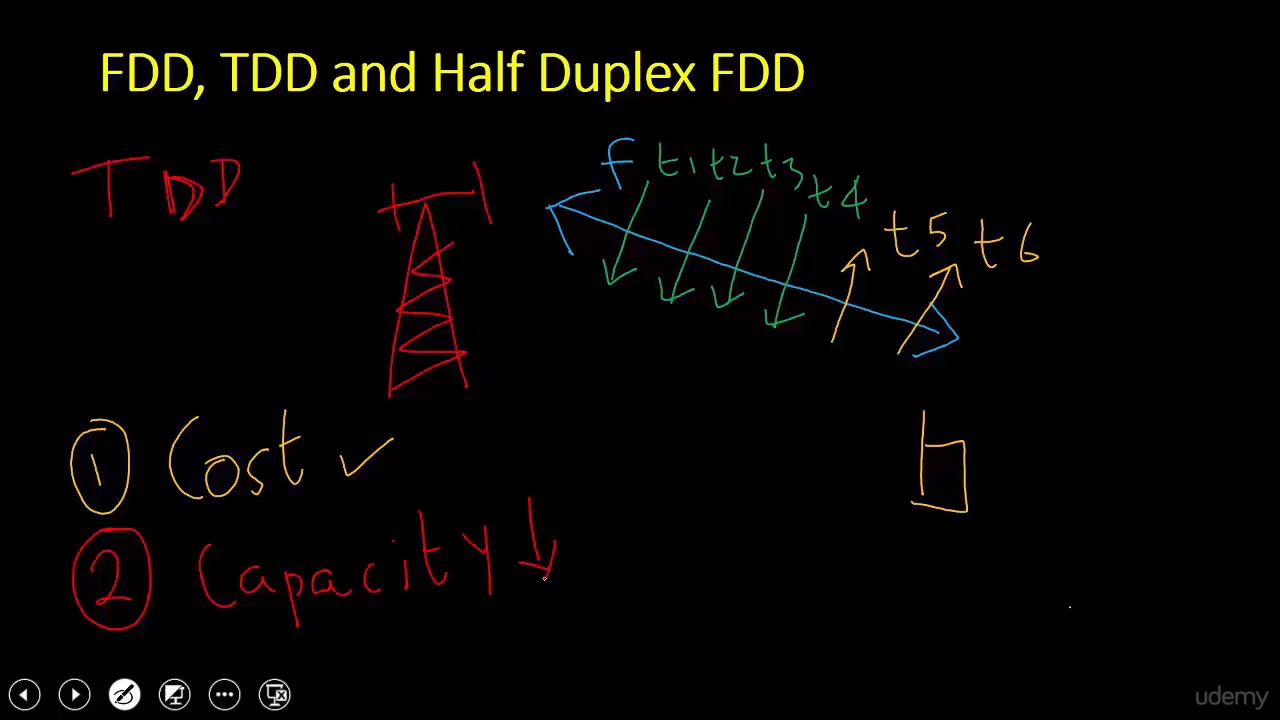 FDD, TDD and Half Duplex FDD
TDD
f t1 t2 t3 t4 t5 t6
1 Cost ✓
2 Capacity ↓
udemy